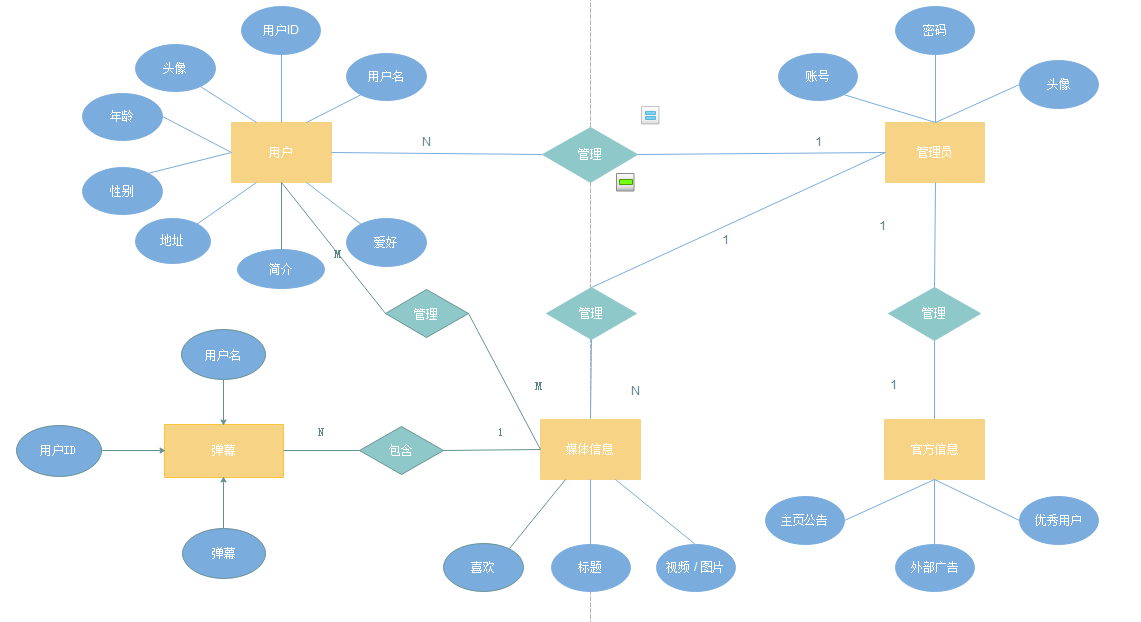 用户ID
密码
头像
用户名
账号
头像
年龄
用户
N
管理
1
管理员
性别
地址
简介
爱好
M
1
1
管理
管理
管理
用户名
M
N
1
用户ID
弹幕
N
包含
1
媒体信息
官方信息
弹幕
喜欢
标题
视频 / 图片
主页公告
外部广告
优秀用户